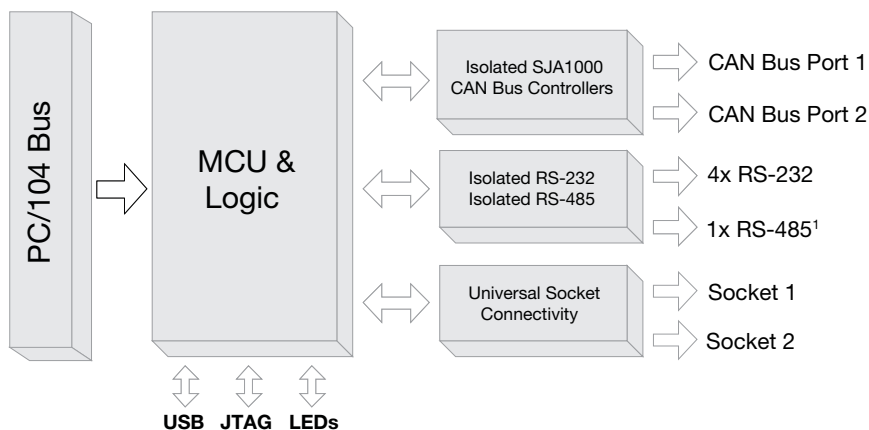 PC/104 Bus
MCU &
Logic
Isolated SJA1000
CAN Bus Controllers
CAN Bus Port 1
CAN Bus Port 2
Isolated RS-232
Isolated RS-485
4x RS-232
1x RS-485¹
Universal Socket
Connectivity
Socket 1
Socket 2
USB JTAG LEDs